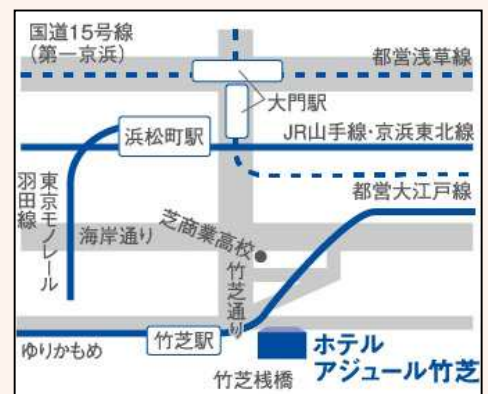 国道15号線
(第一京浜)
都営浅草線
大門駅
浜松町駅
JR山手線・京浜東北線
都営大江戸線
東京モノレール
羽田線
海岸通り
芝商業高校
竹芝通り
ゆりかもめ
竹芝駅
ホテル
アジュール竹芝
竹芝桟橋